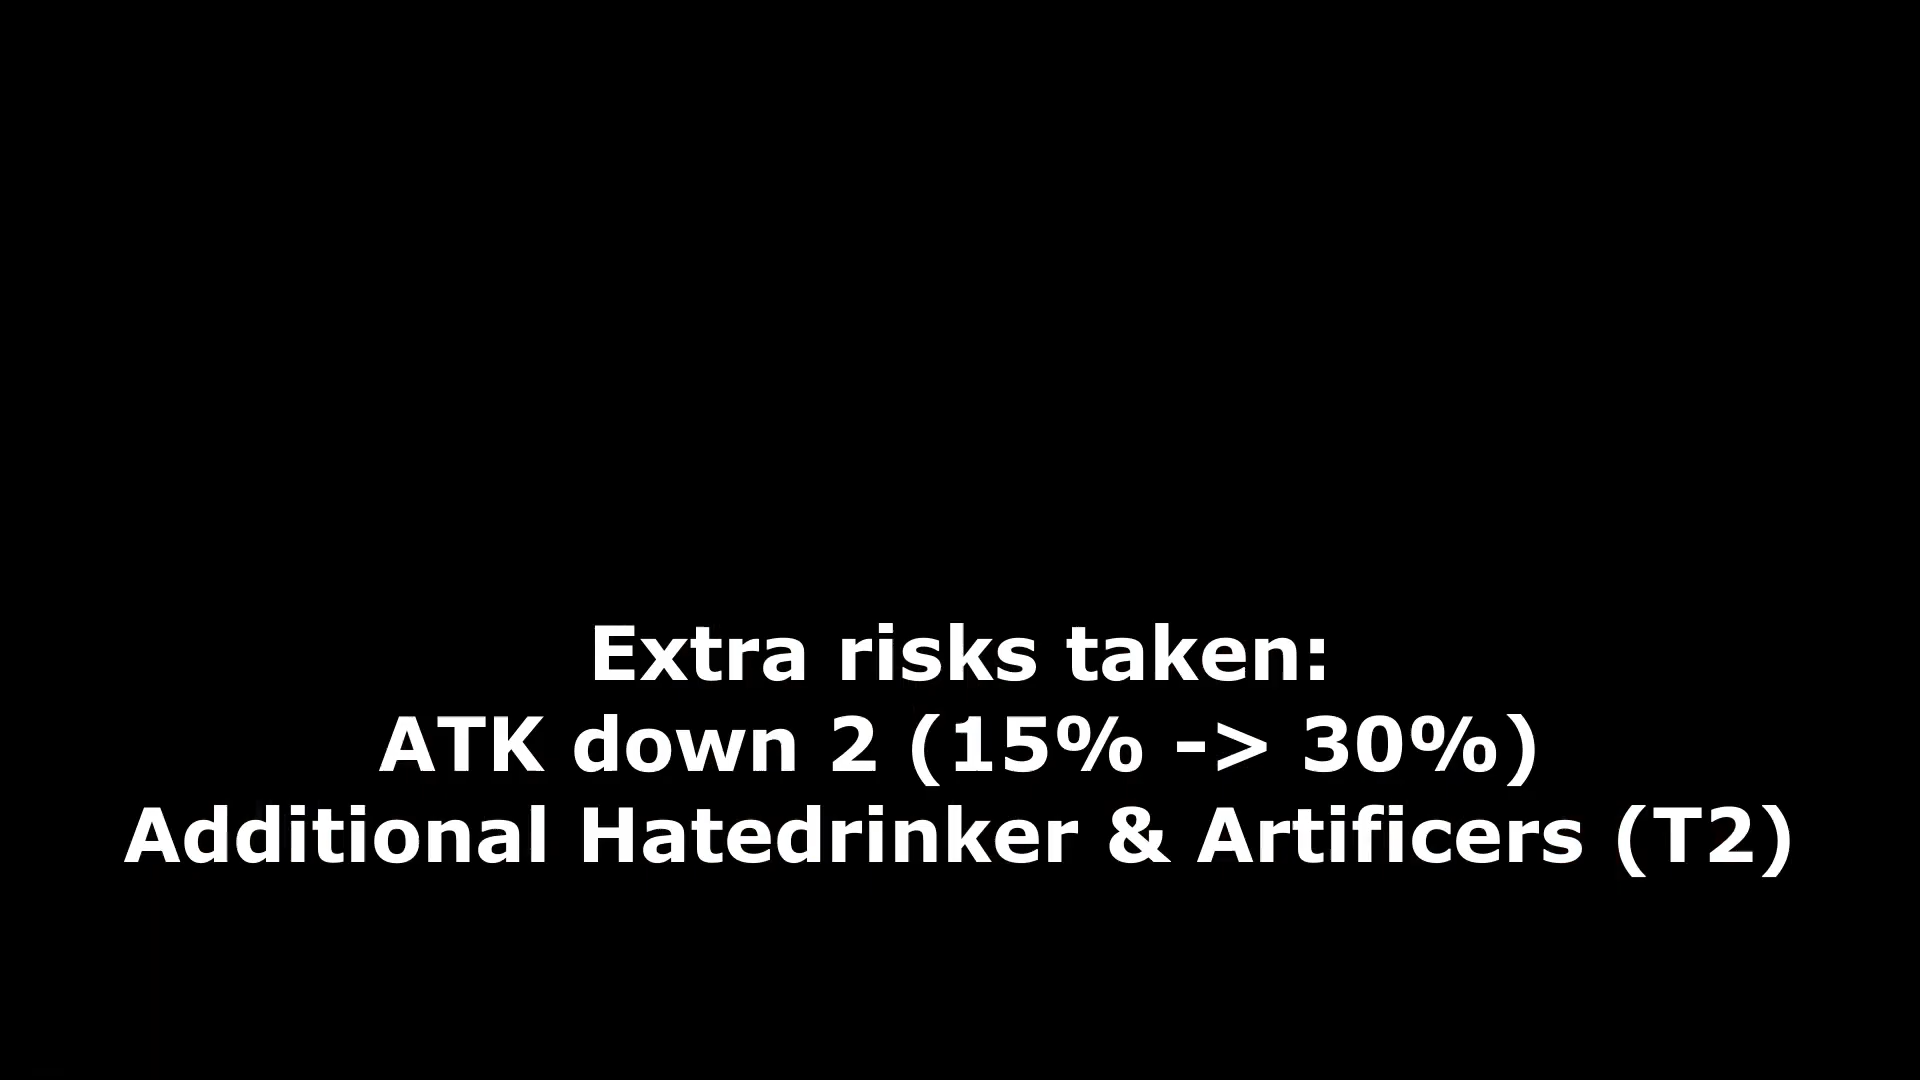 Extra risks taken:
ATK down 2 (15% -> 30%)
Additional Hatedrinker & Artificers (T2)